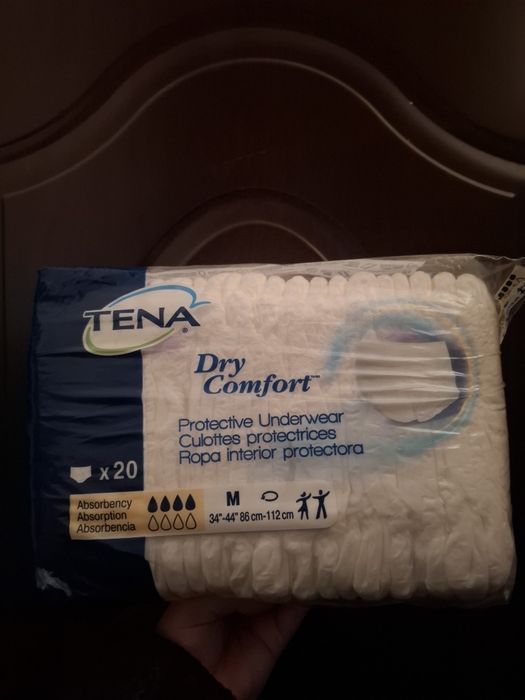 TENA®
Dry
Comfort™
Protective Underwear
Culottes protectrices
Ropa interior protectora
x 20
Absorbency
Absorption
Absorbencia
M
34"-44" 86 cm-112 cm